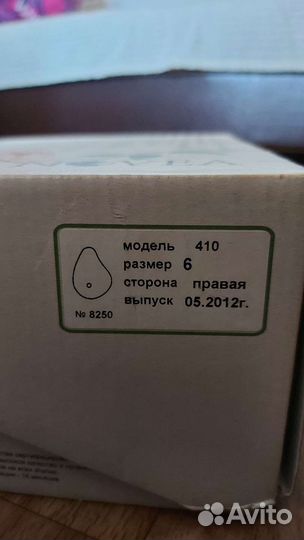 модель 410
размер 6
сторона правая
выпуск 05.2012г.
№ 8250
Avito